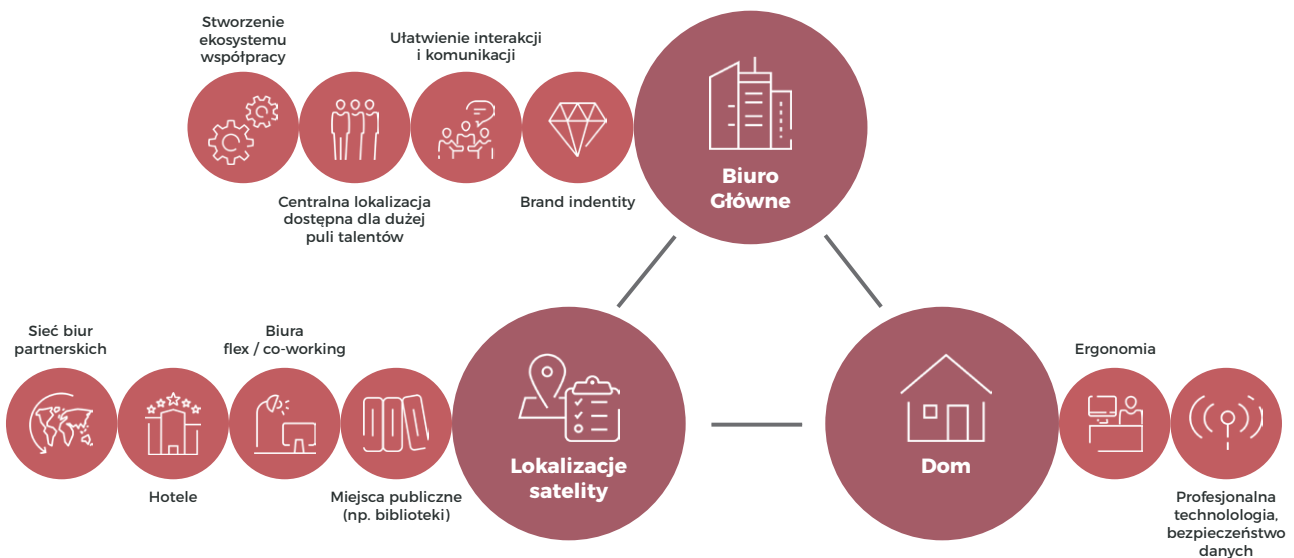 Stworzenie
ekosystemu
współpracy
Ułatwienie interakcji
i komunikacji
Centralna lokalizacja
dostępna dla dużej
puli talentów
Brand indentity
Biuro
Główne
Sieć biur
partnerskich
Biura
flex / co-working
Hotele
Miejsca publiczne
(np. biblioteki)
Lokalizacje
satelity
Dom
Ergonomia
Profesjonalna
technolologia,
bezpieczeństwo
danych